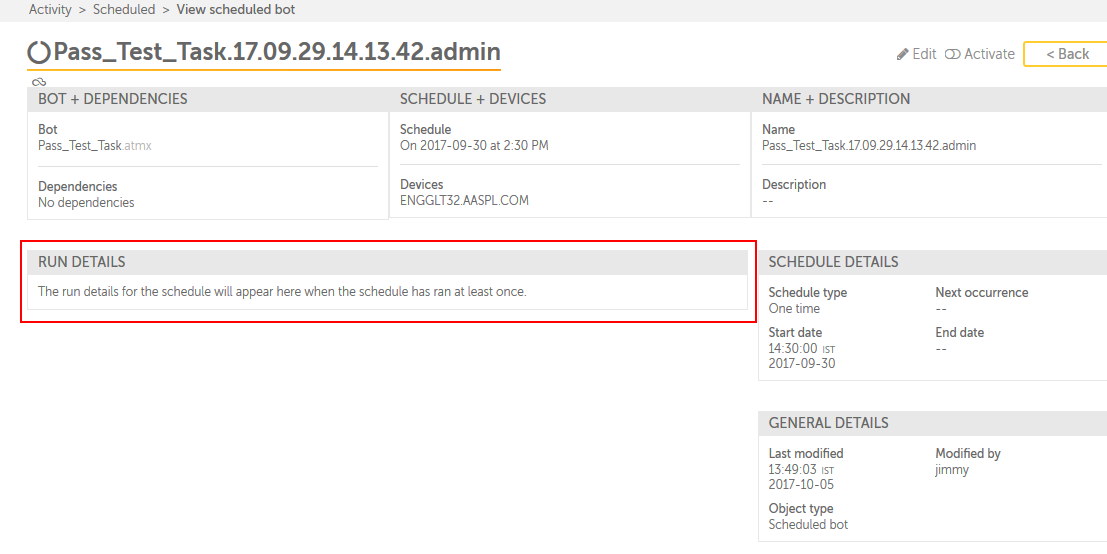 Activity > Scheduled > View scheduled bot
Pass_Test_Task.17.09.29.14.13.42.admin
Edit
Activate
< Back
BOT + DEPENDENCIES
Bot
Pass_Test_Task.atmx
Dependencies
No dependencies
SCHEDULE + DEVICES
Schedule
On 2017-09-30 at 2:30 PM
Devices
ENGGLT32.AASPL.COM
NAME + DESCRIPTION
Name
Pass_Test_Task.17.09.29.14.13.42.admin
Description
--
RUN DETAILS
The run details for the schedule will appear here when the schedule has ran at least once.
SCHEDULE DETAILS
Schedule type
One time
Next occurrence
--
Start date
14:30:00 IST
2017-09-30
End date
--
GENERAL DETAILS
Last modified
13:49:03 IST
2017-10-05
Modified by
jimmy
Object type
Scheduled bot